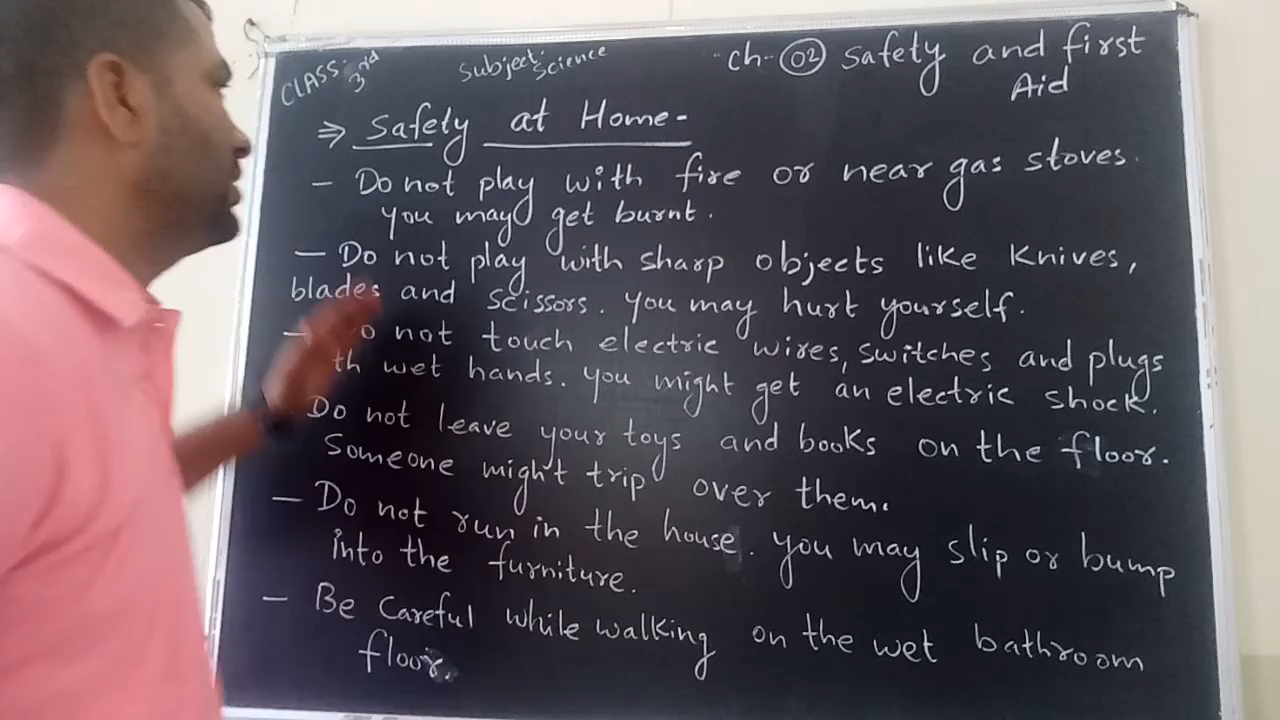 CLASS: 3rd
Subject: Science
Ch-02 Safety and first
Aid
⇒ Safety at Home-
- Do not play with fire or near gas stoves.
you may get burnt.
- Do not play with sharp objects like Knives,
blades and scissors. you may hurt yourself.
- o not touch electric wires, switches and plugs
th wet hands. you might get an electric shock.
Do not leave your toys and books on the floor.
Someone might trip over them.
- Do not run in the house. you may slip or bump
into the furniture.
- Be Careful while walking on the wet bathroom
floor.